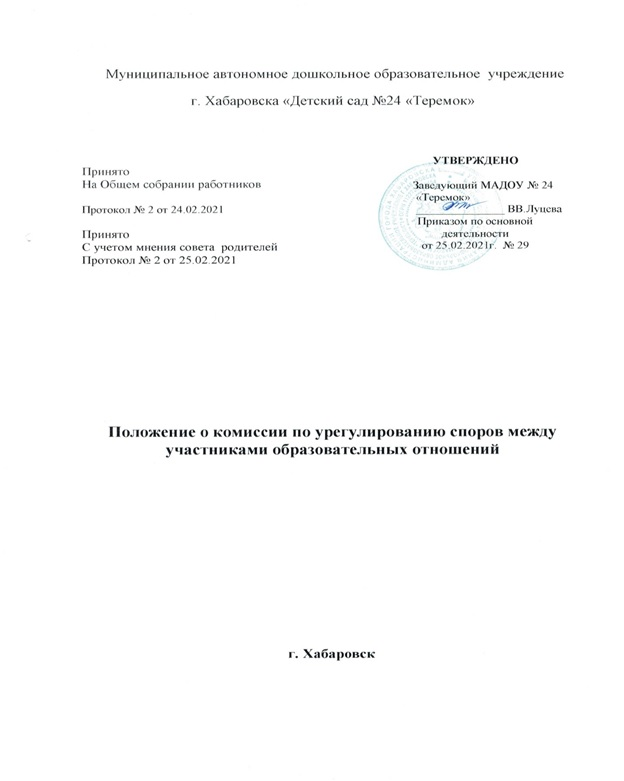 Муниципальное автономное дошкольное образовательное учреждение
г. Хабаровска «Детский сад №24 «Теремок»
УТВЕРЖДЕНО
Принято
На Общем собрании работников
Заведующий МАДОУ № 24
«Теремок»
Протокол № 2 от 24.02.2021
_______________ ВВ.Луцева
Принято
Приказом по основной
деятельности
С учетом мнения совета родителей
от 25.02.2021г. № 29
Протокол № 2 от 25.02.2021
Положение о комиссии по урегулированию споров между
участниками образовательных отношений
г. Хабаровск